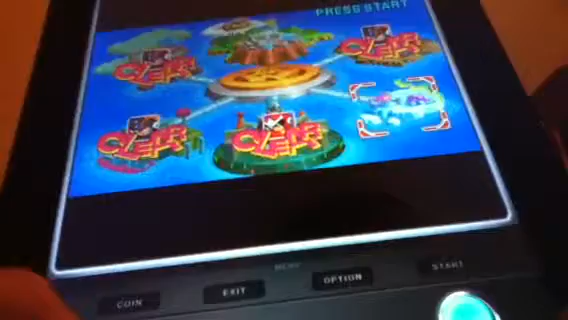 PRESS START
CLEAR
CLEAR
CLEAR
CLEAR
MENU
COIN
EXIT
OPTION
START